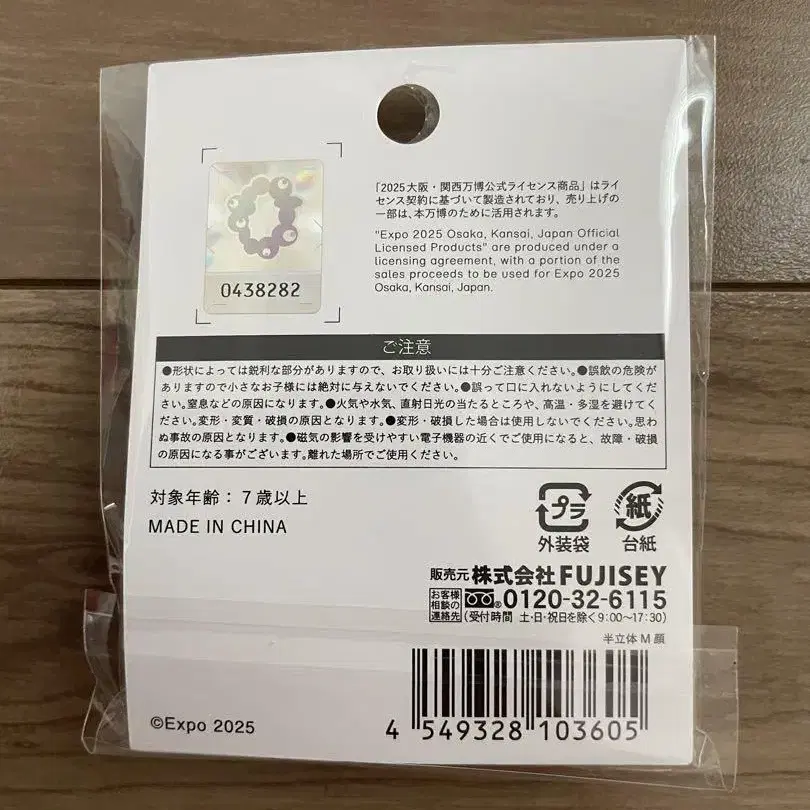 0438282
「2025大阪・関西万博公式ライセンス商品」はライ
センス契約に基づいて製造されており、売り上げの
一部は、本万博のために活用されます。
"Expo 2025 Osaka, Kansai, Japan Official
Licensed Products" are produced under a
licensing agreement, with a portion of the
sales proceeds to be used for Expo 2025
Osaka, Kansai, Japan.
ご注意
●形状によっては鋭利な部分がありますので、お取り扱いには十分ご注意ください。●誤飲の危険が
ありますので小さなお子様には絶対に与えないでください。●誤って口に入れないようにしてくだ
さい。窒息などの原因になります。●火気や水気、直射日光の当たるところや、高温・多湿を避けてく
ださい。変形・変質・破損の原因となります。●変形・破損した場合は使用しないでください。思わ
ぬ事故の原因となります。●磁気の影響を受けやすい電子機器の近くでご使用になると、故障・破損
の原因になる事がございます。離れた場所でご使用ください。
対象年齢：7歳以上
MADE IN CHINA
プラ 紙
外装袋 台紙
販売元 株式会社FUJISEY
お客様
相談の
連絡先
0120-32-6115
(受付時間 土・日・祝日を除く9:00〜17:30)
半立体M顔
©Expo 2025
4 549328 103605